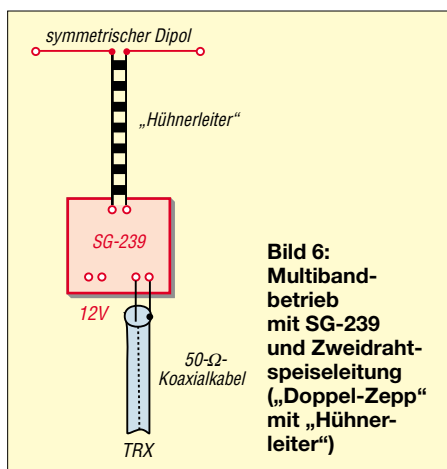 symmetrischer Dipol
„Hühnerleiter“
SG-239
12V
50-Ω-
Koaxialkabel
TRX
Bild 6:
Multiband-
betrieb
mit SG-239
und Zweidraht-
speiseleitung
(„Doppel-Zepp“
mit „Hühner-
leiter“)